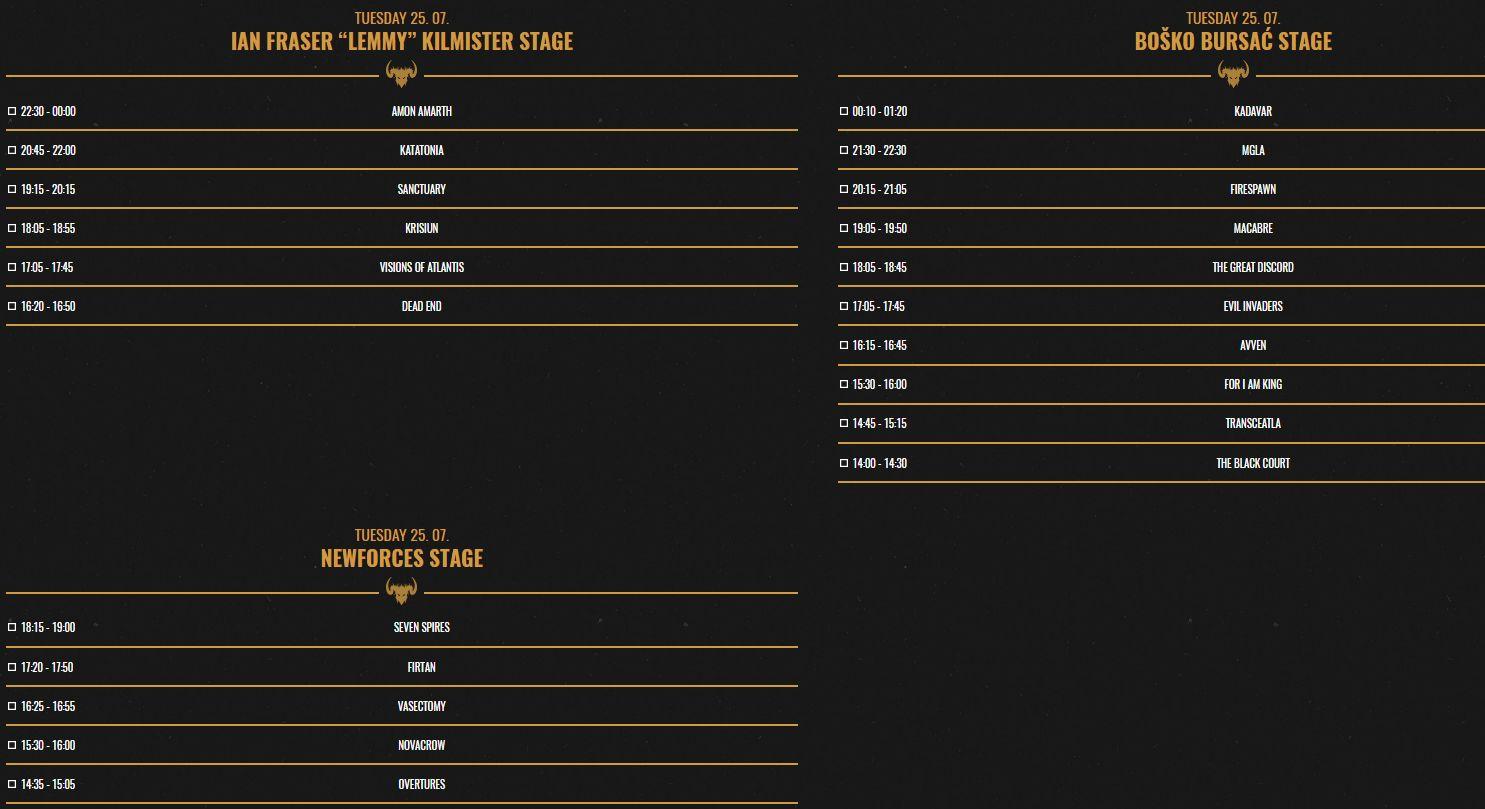 TUESDAY 25. 07.
IAN FRASER “LEMMY” KILMISTER STAGE
22:30 - 00:00 AMON AMARTH
20:45 - 22:00 KATATONIA
19:15 - 20:15 SANCTUARY
18:05 - 18:55 KRISIUN
17:05 - 17:45 VISIONS OF ATLANTIS
16:20 - 16:50 DEAD END
TUESDAY 25. 07.
BOŠKO BURSAĆ STAGE
00:10 - 01:20 KADAVAR
21:30 - 22:30 MGLA
20:15 - 21:05 FIRESPAWN
19:05 - 19:50 MACABRE
18:05 - 18:45 THE GREAT DISCORD
17:05 - 17:45 EVIL INVADERS
16:15 - 16:45 AVVEN
15:30 - 16:00 FOR I AM KING
14:45 - 15:15 TRANSCEATLA
14:00 - 14:30 THE BLACK COURT
TUESDAY 25. 07.
NEWFORCES STAGE
18:15 - 19:00 SEVEN SPIRES
17:20 - 17:50 FIRTAN
16:25 - 16:55 VASECTOMY
15:30 - 16:00 NOVACROW
14:35 - 15:05 OVERTURES